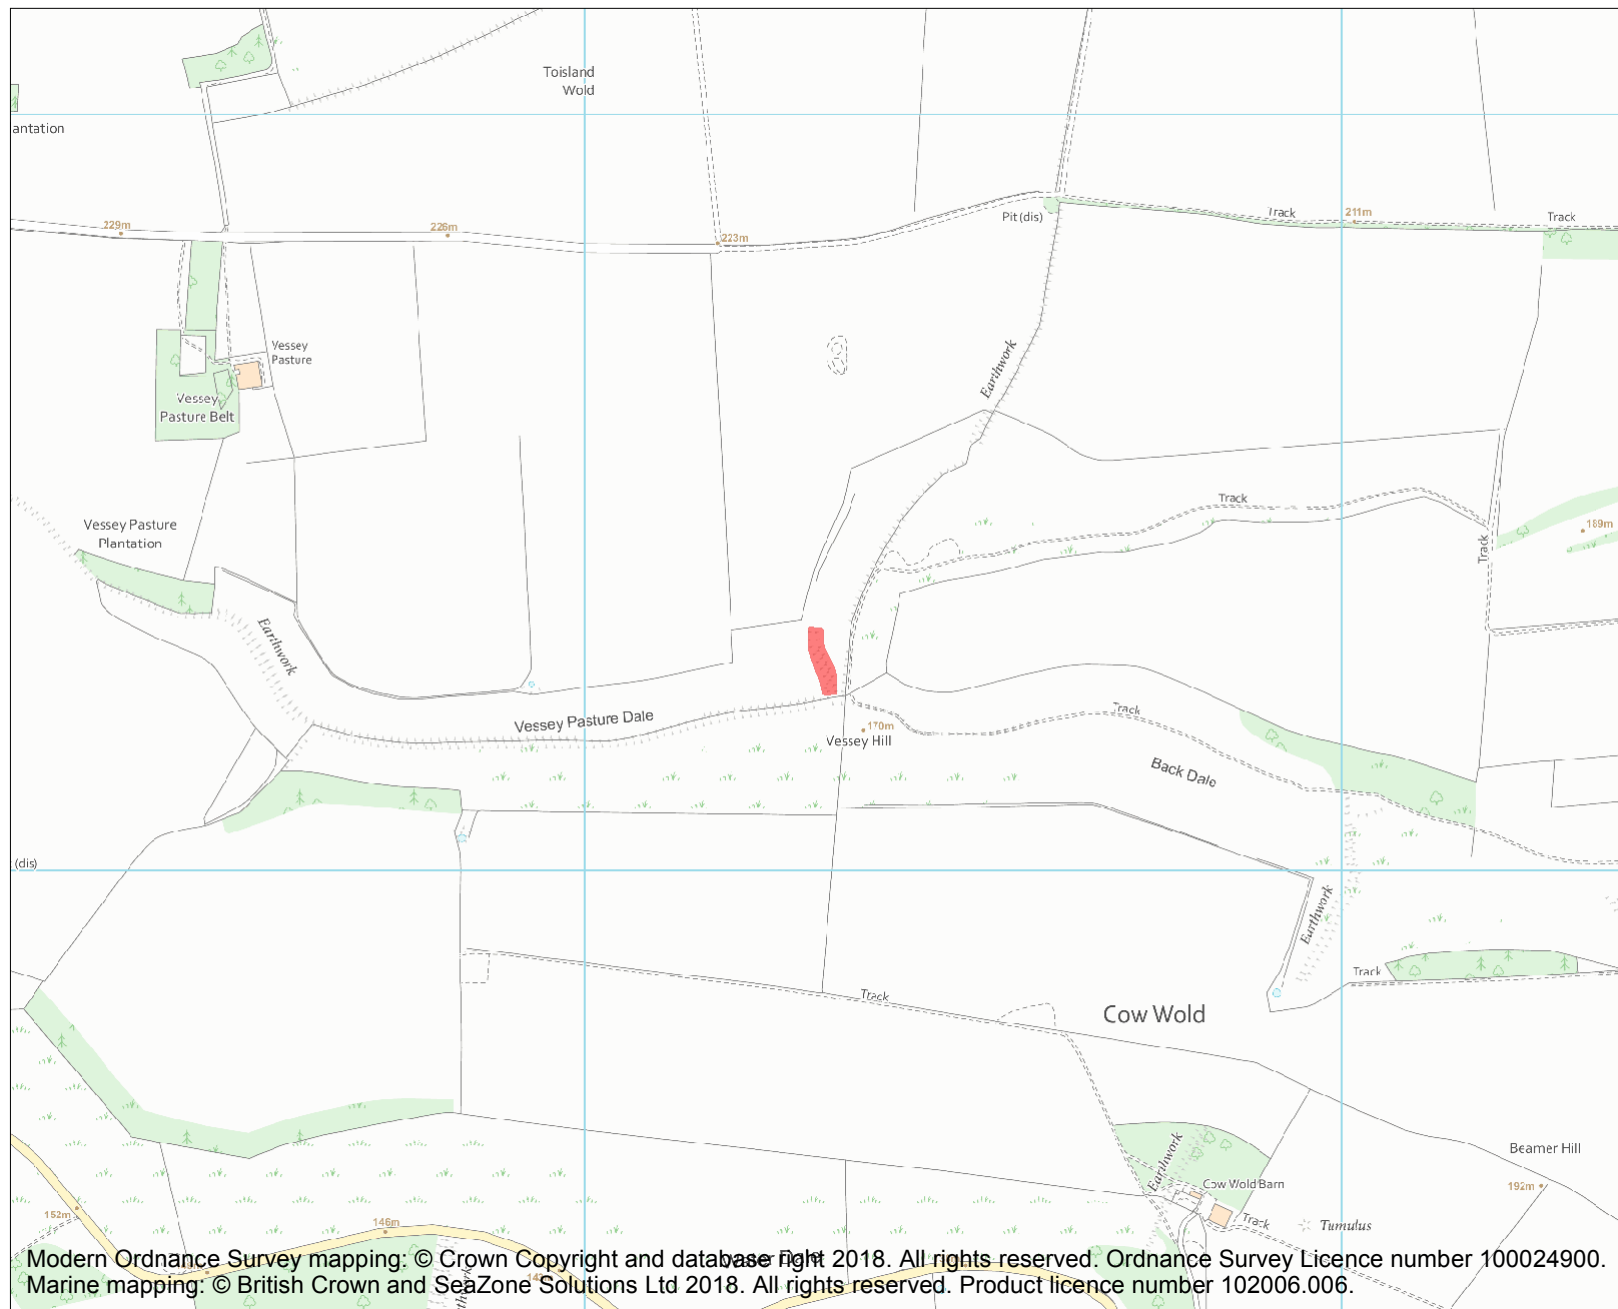 Toisland
Wold
antation
229m
226m
223m
Pit (dis)
Track
211m
Track
Vessey
Pasture
Vessey
Pasture Belt
Earthwork
Vessey Pasture
Plantation
Track
189m
Track
Earthwork
Vessey Pasture Dale
170m
Vessey Hill
Track
Back Dale
(dis)
Earthwork
Track
Track
Cow Wold
Beamer Hill
Earthwork
Cow Wold Barn
192m
Track
Tumulus
152m
146m
Modern Ordnance Survey mapping: © Crown Copyright and database right 2018. All rights reserved. Ordnance Survey Licence number 100024900.
Marine mapping: © British Crown and SeaZone Solutions Ltd 2018. All rights reserved. Product licence number 102006.006.